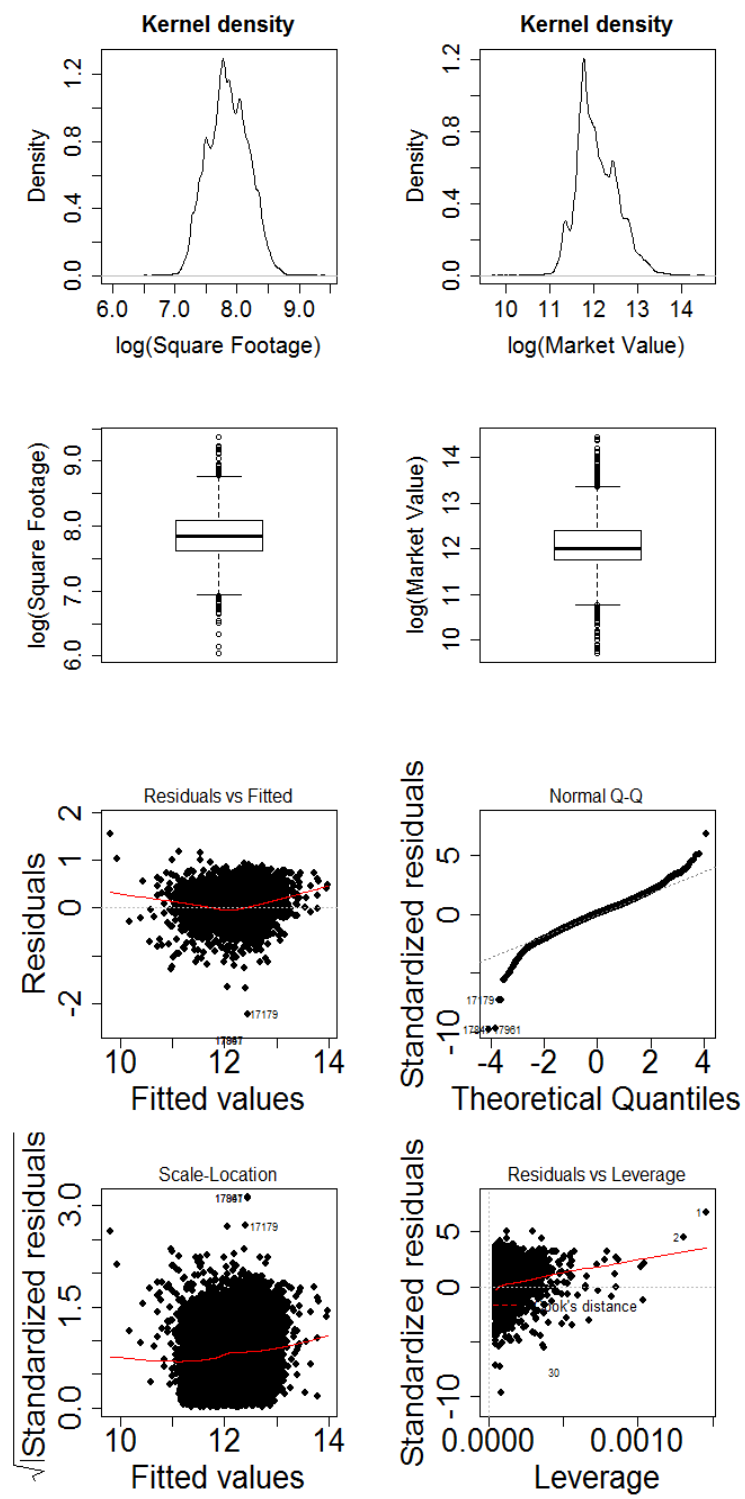 Kernel density
Density
0.0 0.4 0.8 1.2
6.0 7.0 8.0 9.0
log(Square Footage)
Kernel density
Density
0.0 0.4 0.8 1.2
10 11 12 13 14
log(Market Value)
log(Square Footage)
6.0 7.0 8.0 9.0
log(Market Value)
10 11 12 13 14
Residuals vs Fitted
Residuals
-2 0 1 2
17179
10 12 14
Fitted values
Normal Q-Q
Standardized residuals
-10 0 5
17179
17961
-4 -2 0 2 4
Theoretical Quantiles
Scale-Location
√|Standardized residuals
0.0 1.5 3.0
17179
10 12 14
Fitted values
Residuals vs Leverage
Standardized residuals
-10 0 5
1
2
ook's distance
30
0.0000 0.0010
Leverage